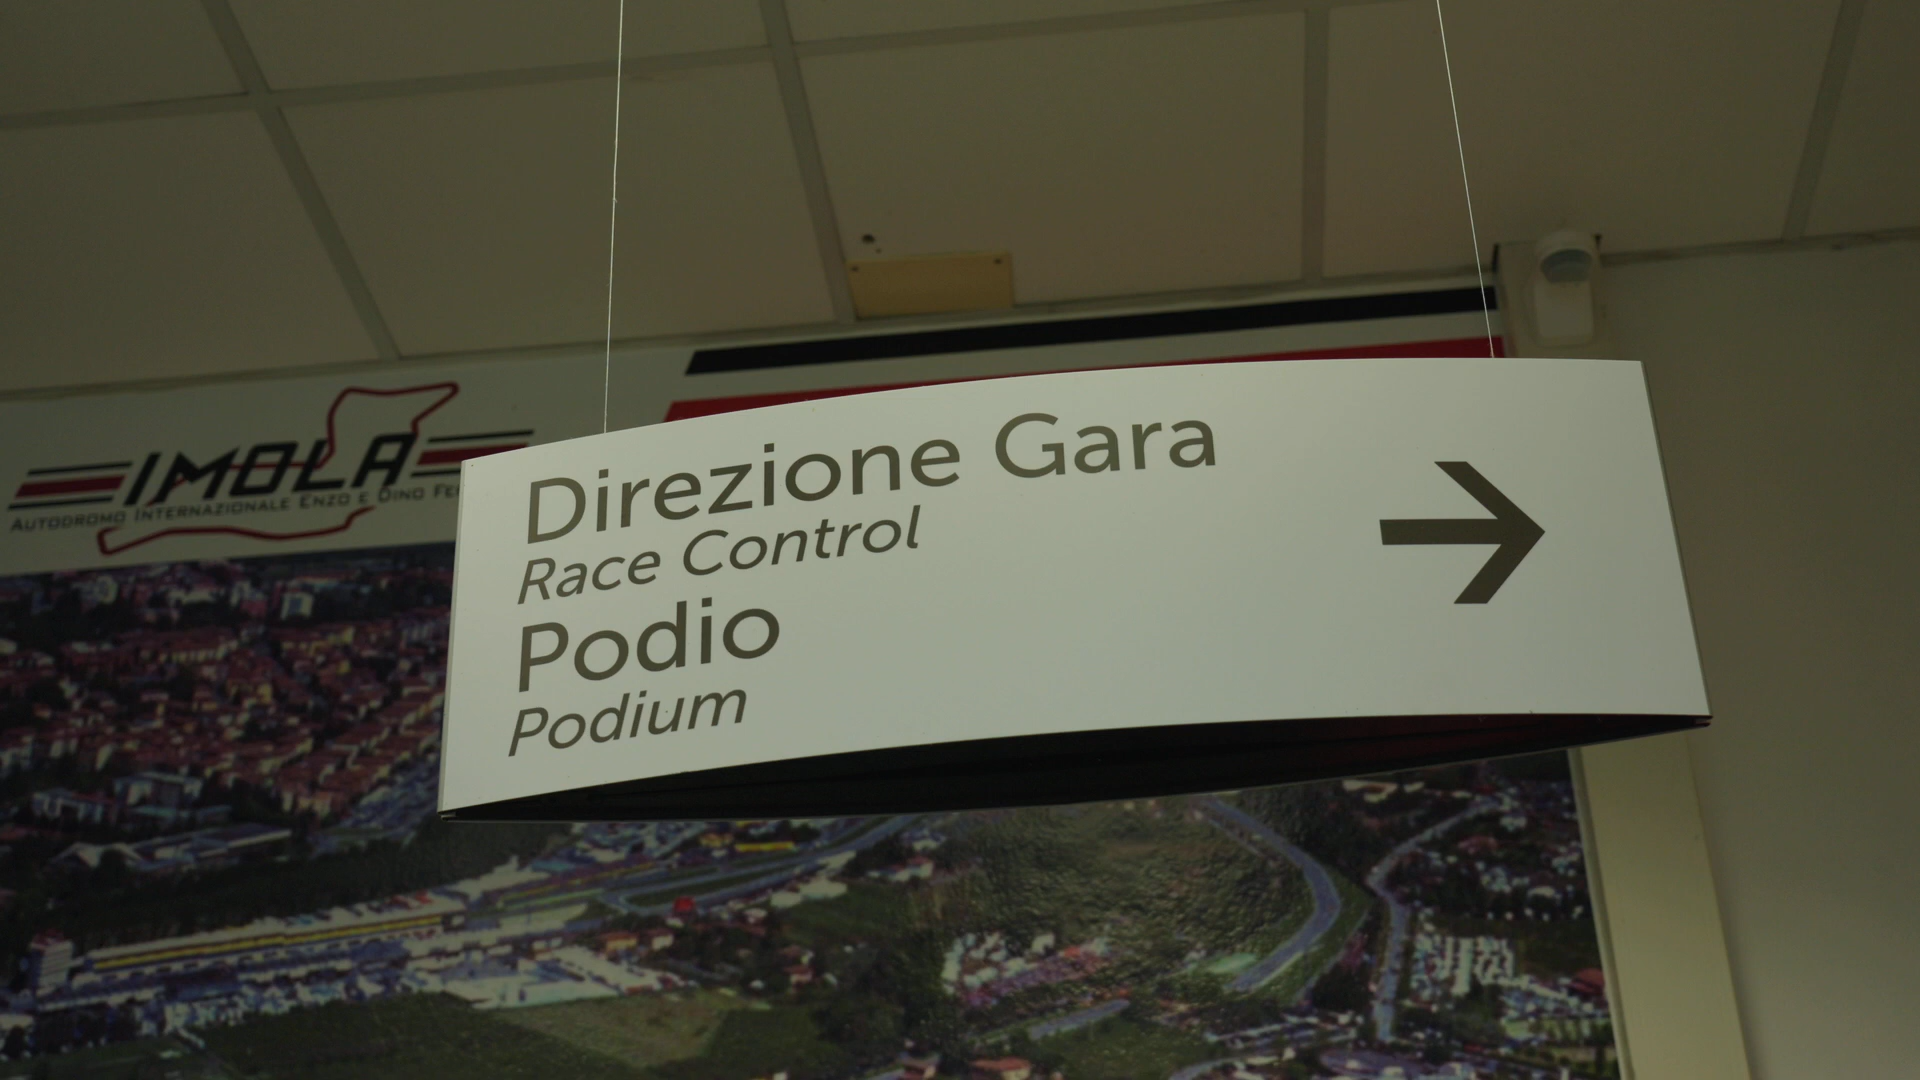 IMOLA
AUTODROMO INTERNAZIONALE ENZO E DINO
Direzione Gara
Race Control
Podio
Podium